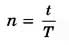 n = t/T